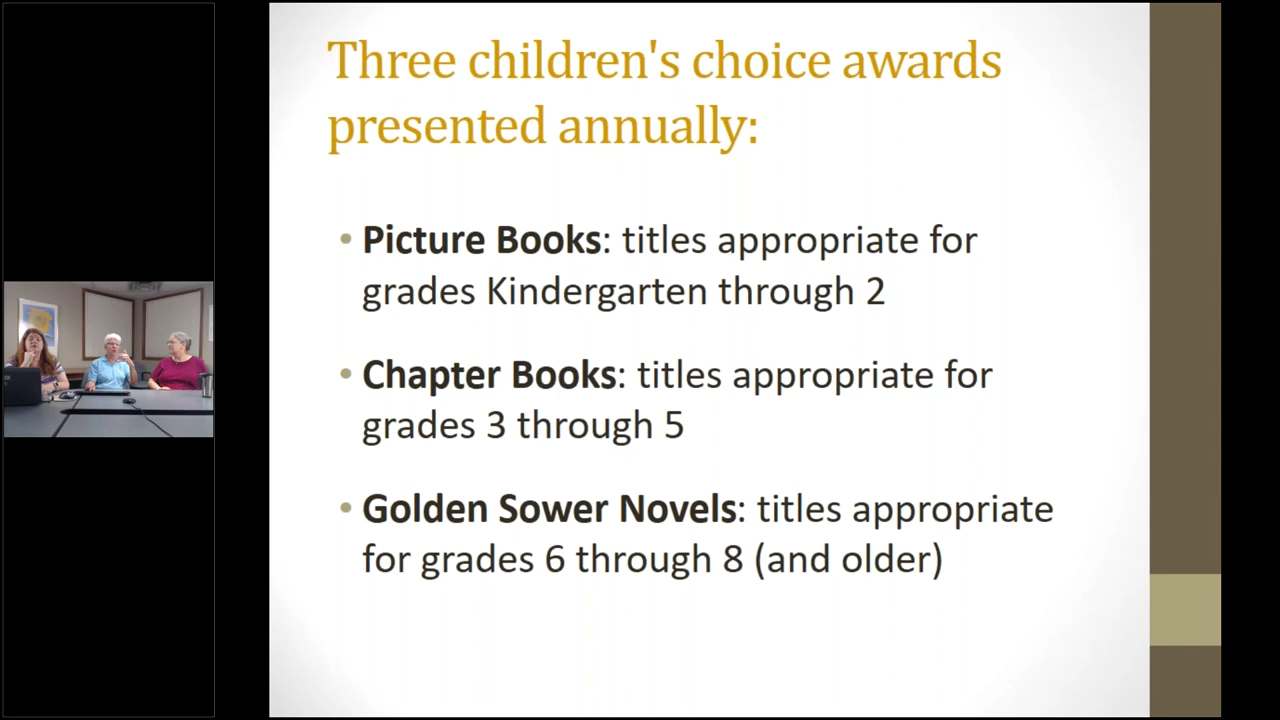 Three children's choice awards
presented annually:
• Picture Books: titles appropriate for
grades Kindergarten through 2
• Chapter Books: titles appropriate for
grades 3 through 5
• Golden Sower Novels: titles appropriate
for grades 6 through 8 (and older)